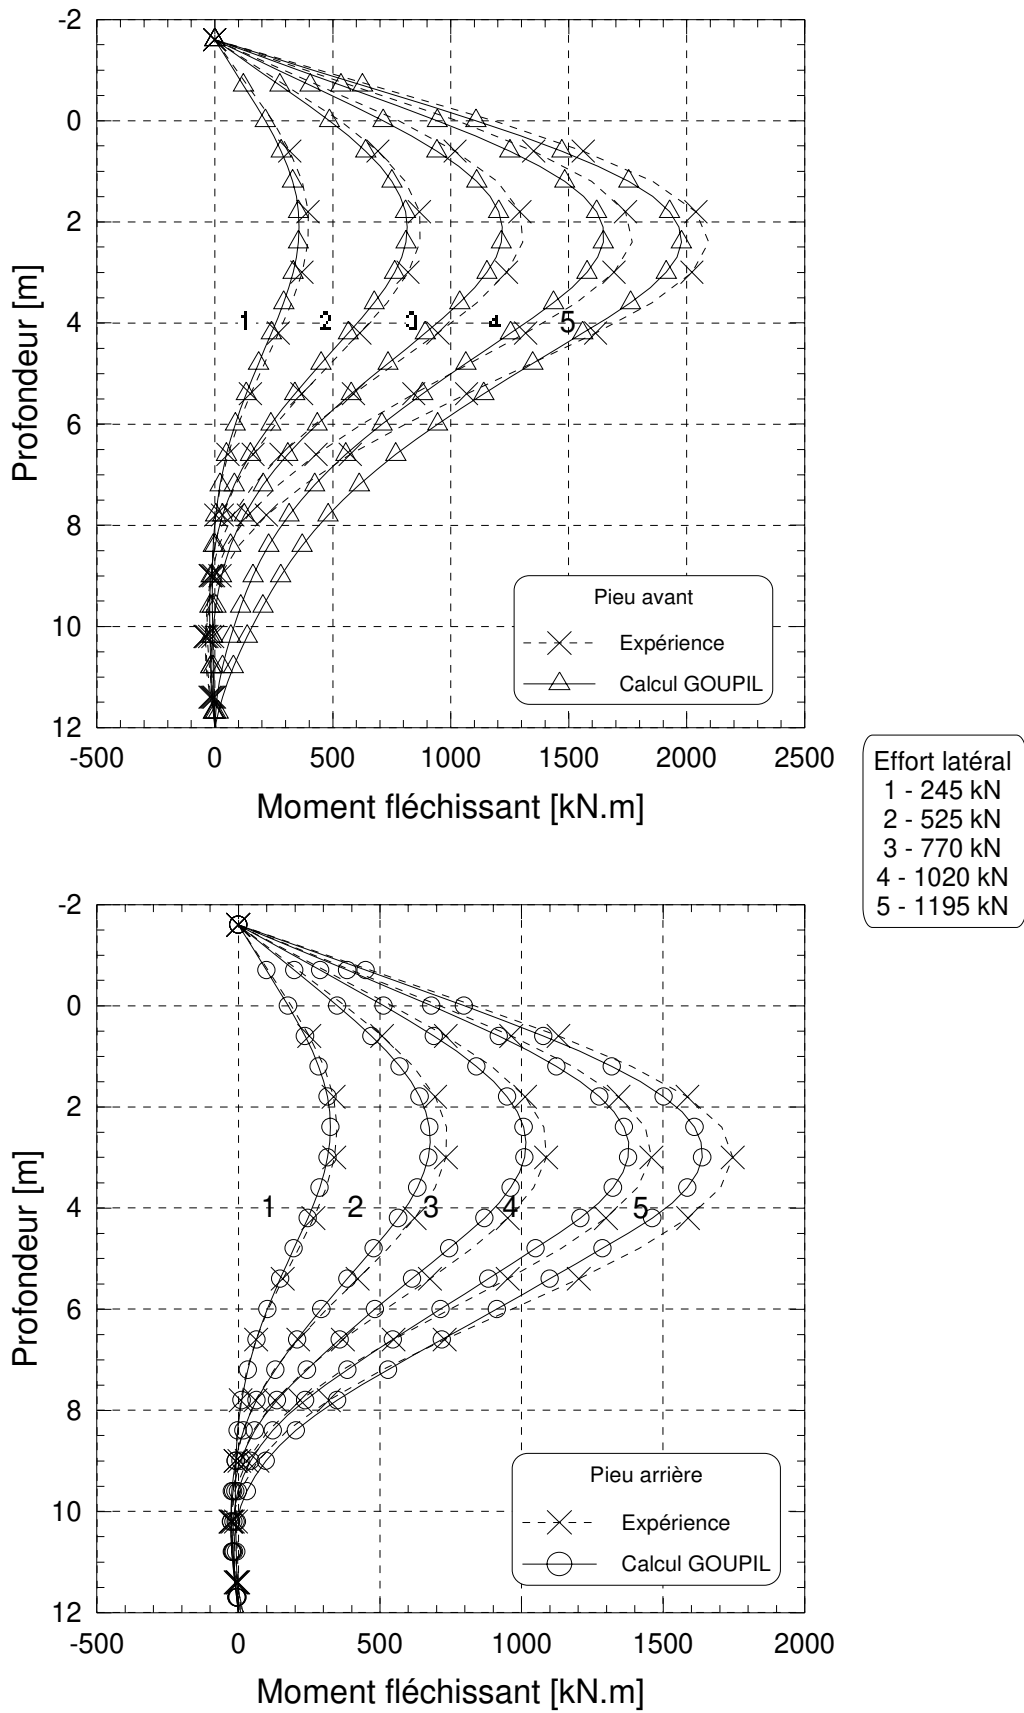 -2
0
2
4
6
8
10
12
Profondeur [m]
1
2
3
4
5
Pieu avant
Expérience
Calcul GOUPIL
-500
0
500
1000
1500
2000
2500
Moment fléchissant [kN.m]
Effort latéral
1 - 245 kN
2 - 525 kN
3 - 770 kN
4 - 1020 kN
5 - 1195 kN
-2
0
2
4
6
8
10
12
Profondeur [m]
1
2
3
4
5
Pieu arrière
Expérience
Calcul GOUPIL
-500
0
500
1000
1500
2000
Moment fléchissant [kN.m]